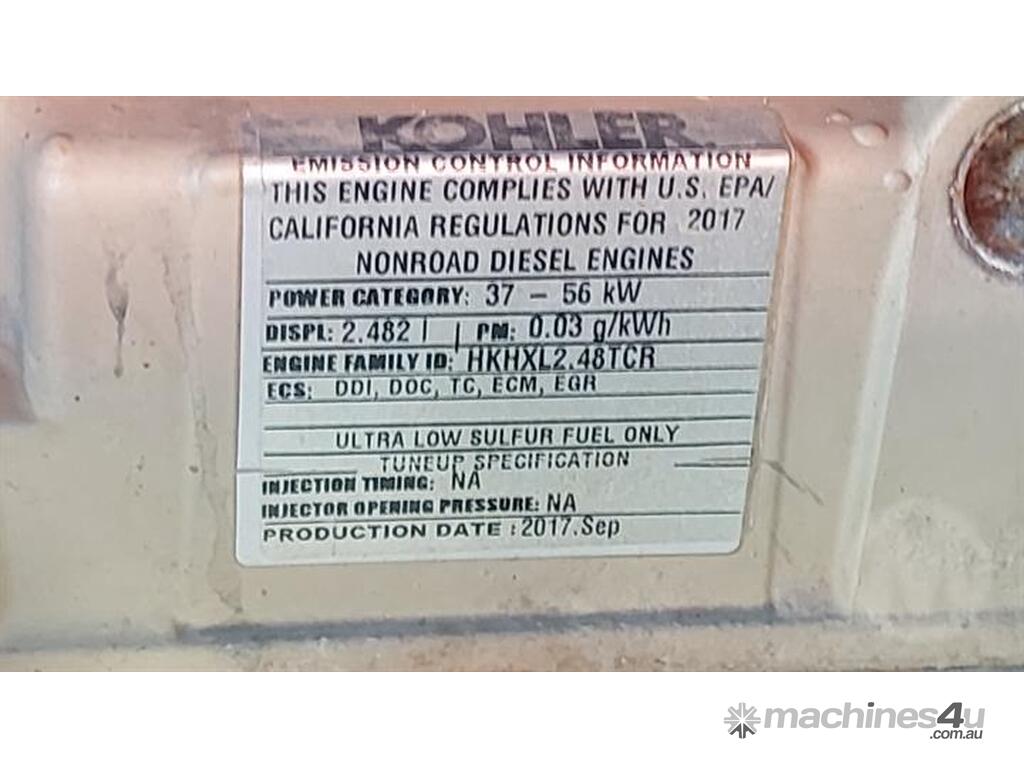 KOHLER
EMISSION CONTROL INFORMATION
THIS ENGINE COMPLIES WITH U.S. EPA/
CALIFORNIA REGULATIONS FOR 2017
NONROAD DIESEL ENGINES
POWER CATEGORY: 37 – 56 kW
DISPL: 2.482 l | PM: 0.03 g/kWh
ENGINE FAMILY ID: HKHXL2.48TCR
ECS: DDI, DOC, TC, ECM, EGR
ULTRA LOW SULFUR FUEL ONLY
TUNEUP SPECIFICATION
INJECTION TIMING: NA
INJECTOR OPENING PRESSURE: NA
PRODUCTION DATE : 2017.Sep
machines4u
.com.au